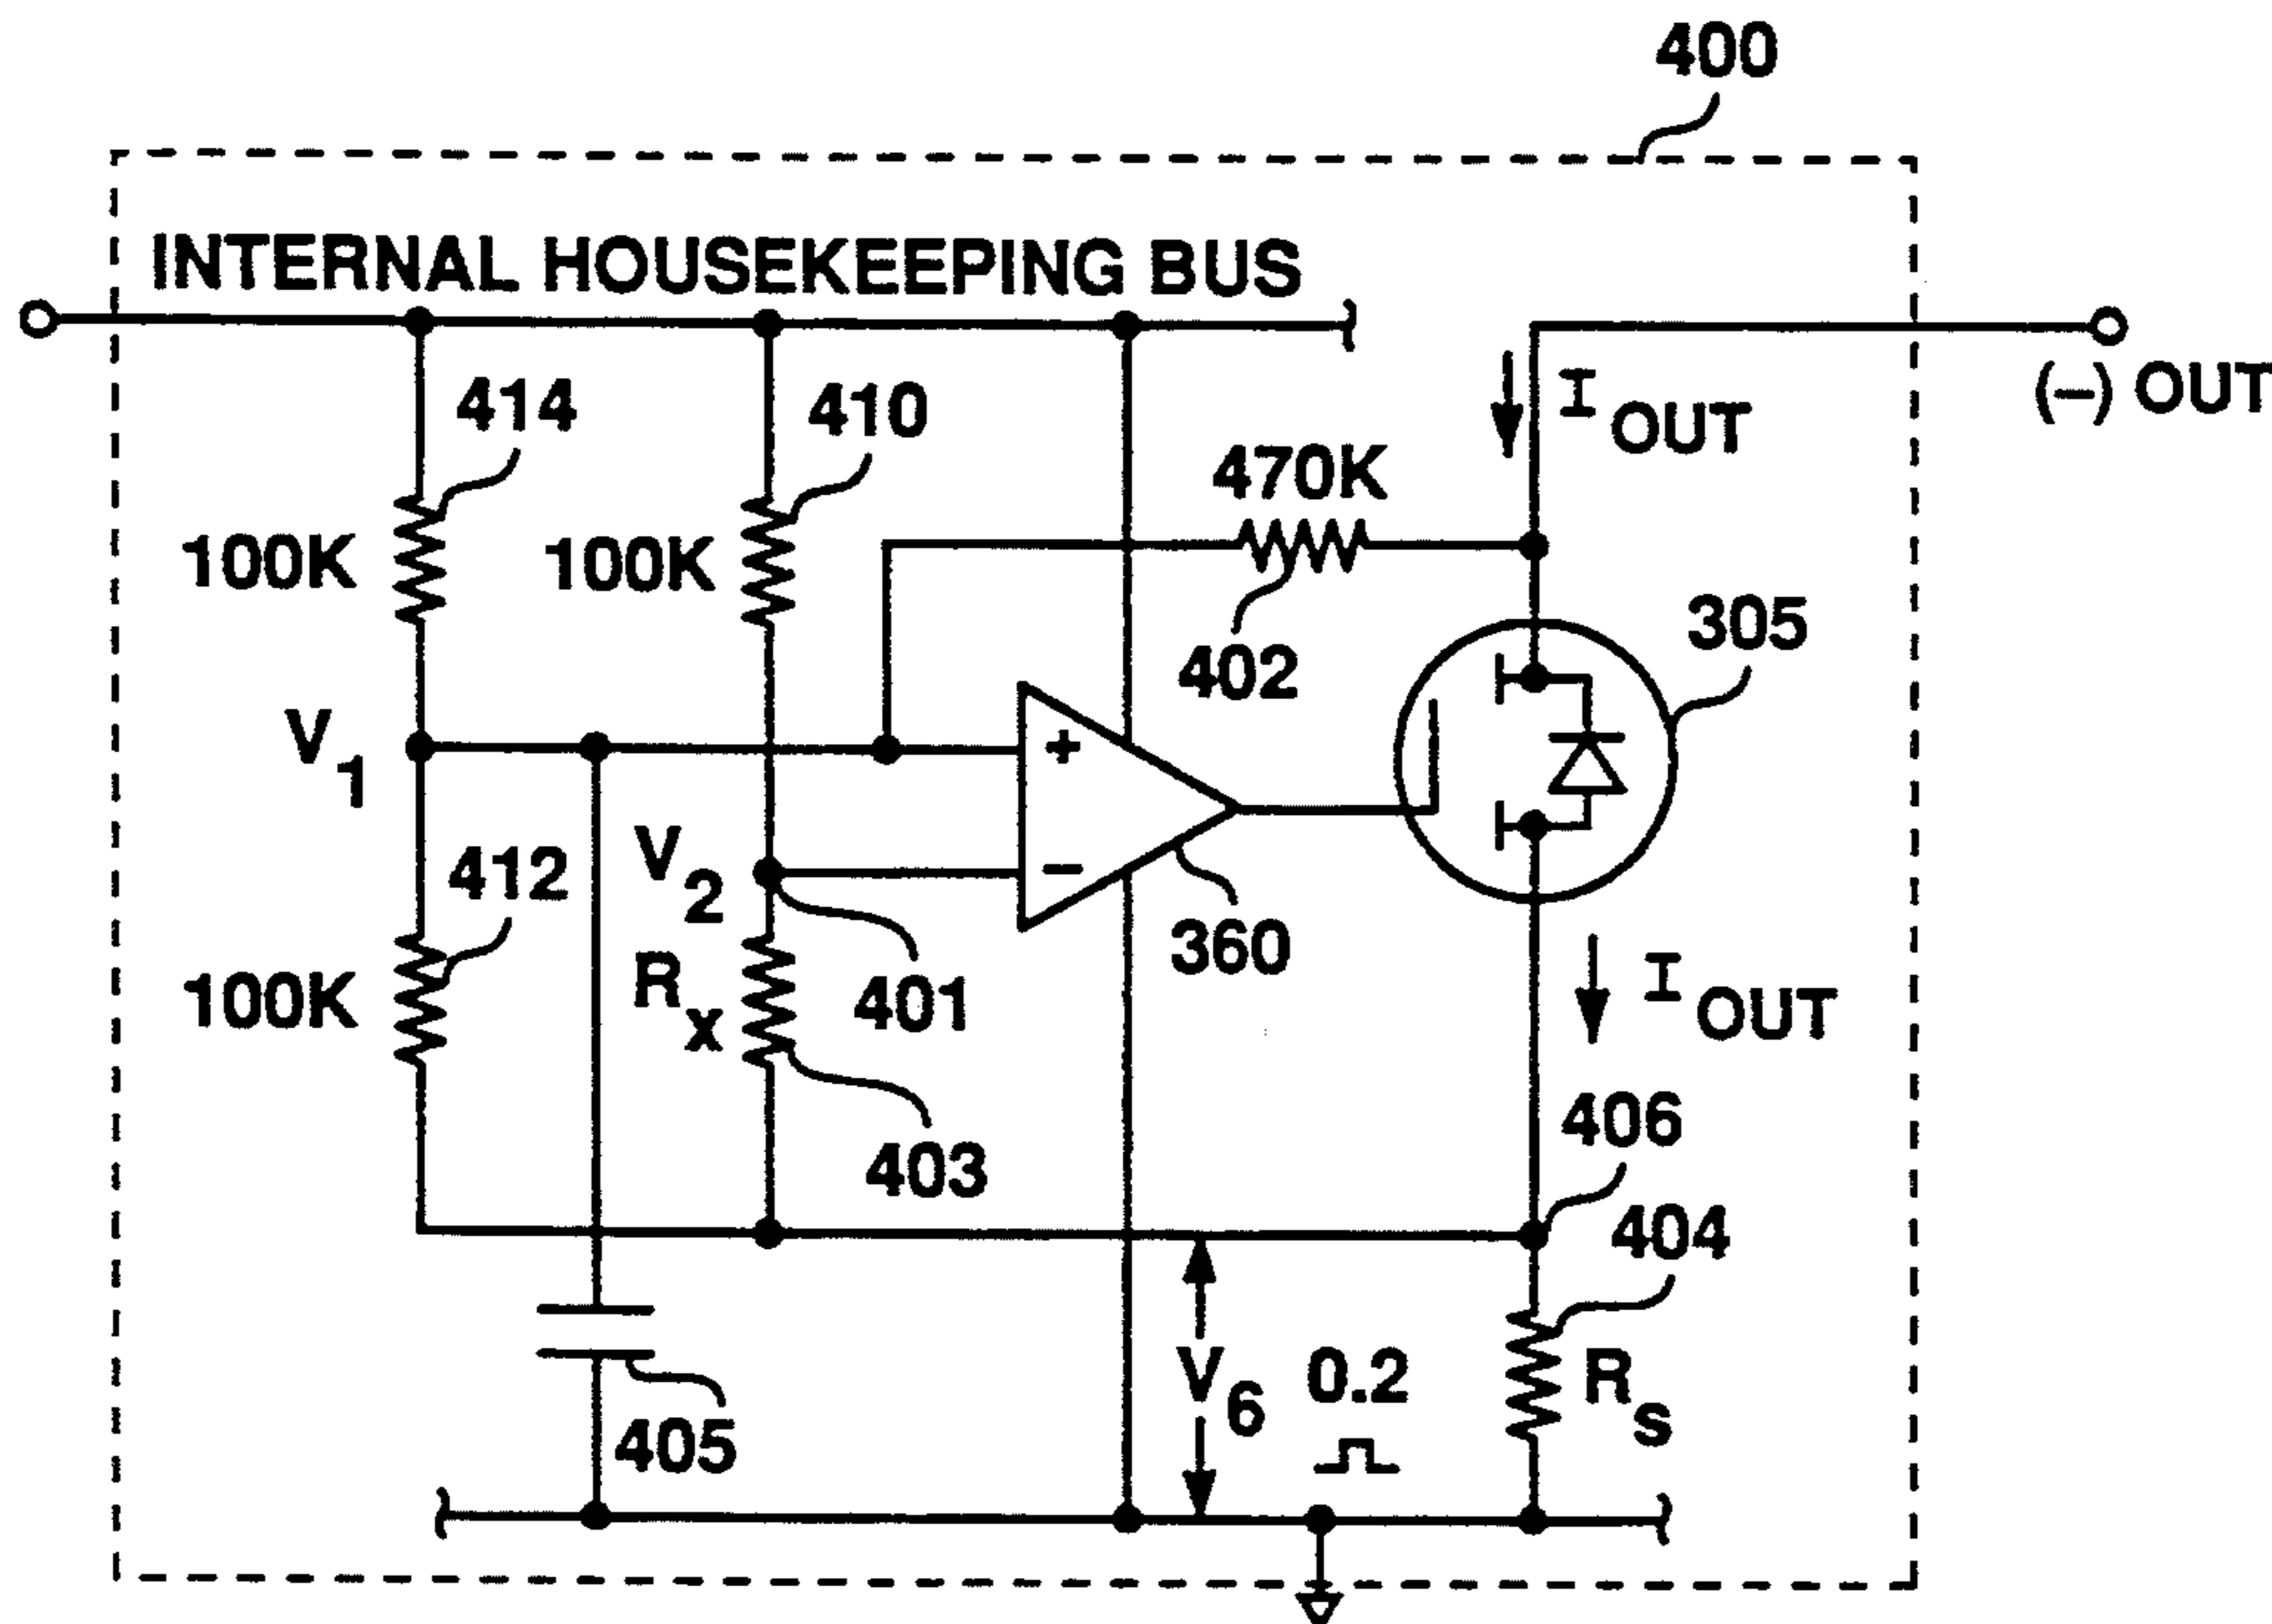 400
INTERNAL HOUSEKEEPING BUS
414
410
I OUT
(–) OUT
470K
100K
100K
402
305
V1
+
V2
412
–
360
Rx
401
100K
I OUT
403
406
404
V6
0.2
RS
405